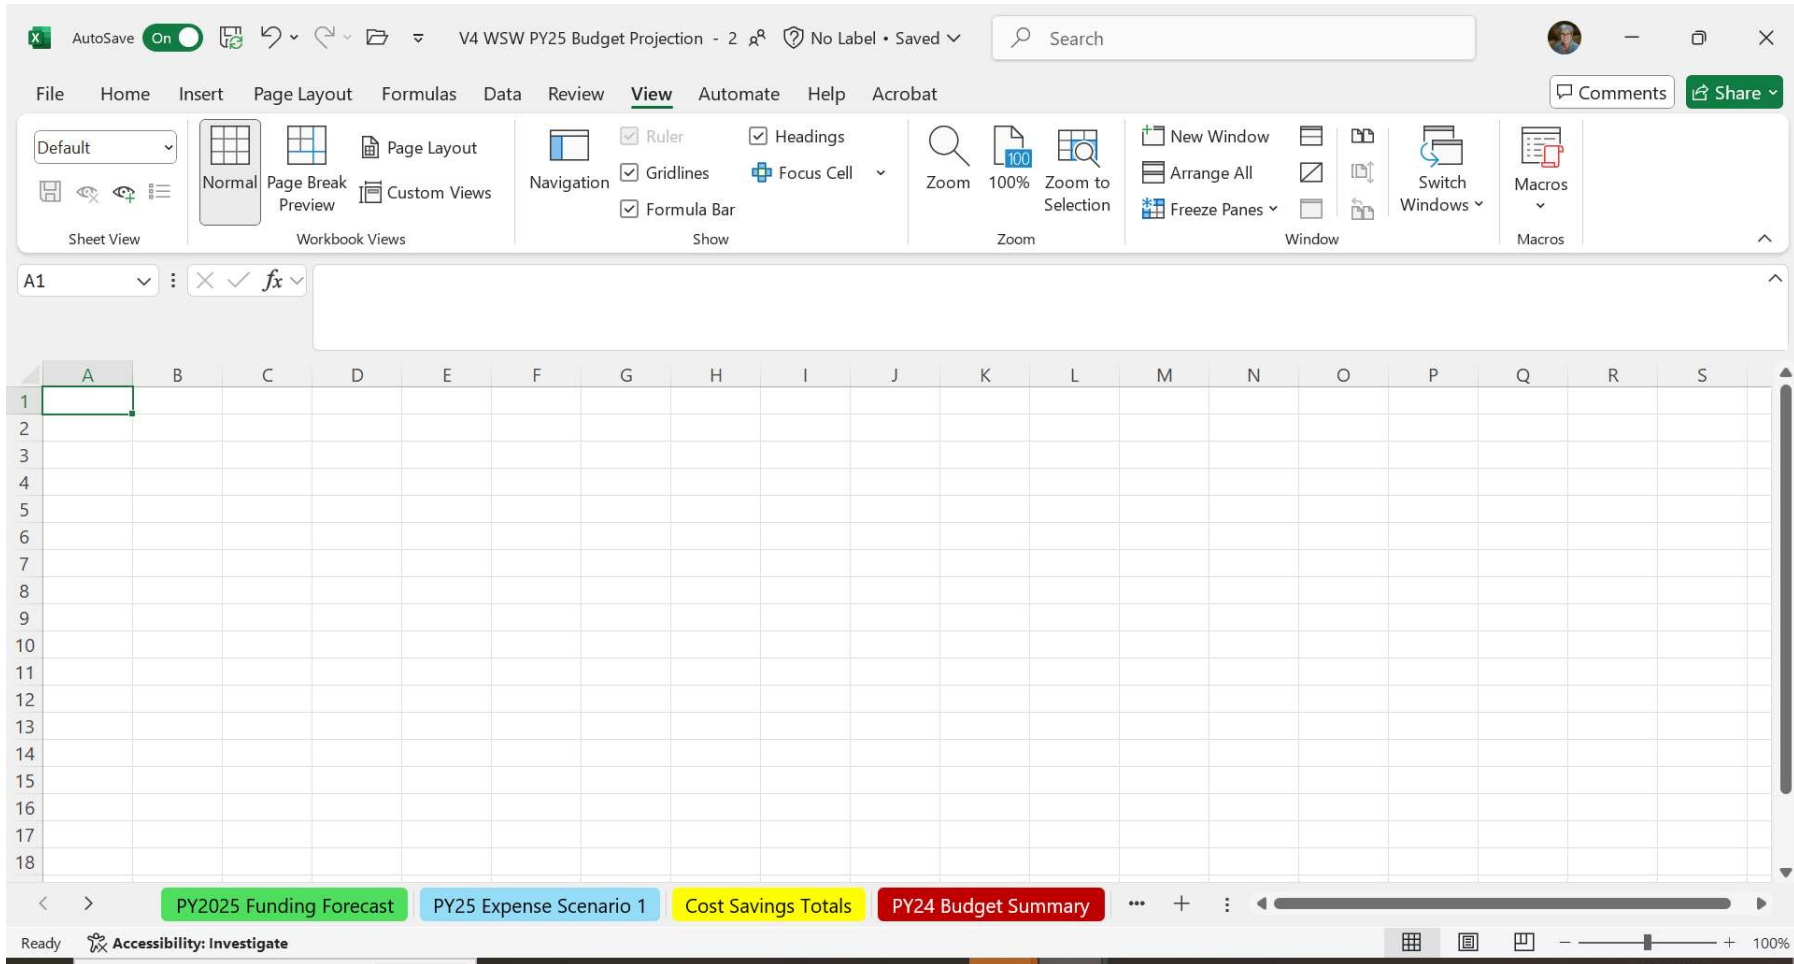 AutoSave On V4 WSW PY25 Budget Projection - 2 No Label • Saved Search
File Home Insert Page Layout Formulas Data Review View Automate Help Acrobat Comments Share
Default
Normal
Page Break
Preview
Page Layout
Custom Views
Navigation
Ruler
Gridlines
Formula Bar
Headings
Focus Cell
Zoom
100
100%
Zoom to
Selection
New Window
Arrange All
Freeze Panes
Switch
Windows
Macros
Sheet View Workbook Views Show Zoom Window Macros
A1 fx
A B C D E F G H I J K L M N O P Q R S
1
2
3
4
5
6
7
8
9
10
11
12
13
14
15
16
17
18
PY2025 Funding Forecast PY25 Expense Scenario 1 Cost Savings Totals PY24 Budget Summary
Ready Accessibility: Investigate 100%